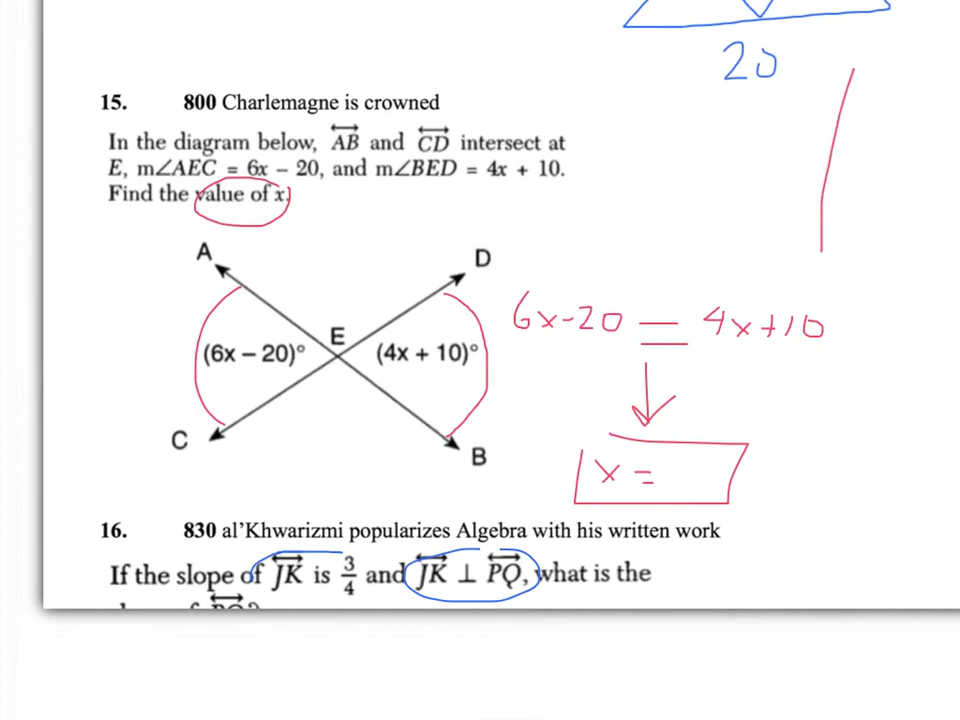 20
15. 800 Charlemagne is crowned
In the diagram below, AB and CD intersect at
E, m∠AEC = 6x − 20, and m∠BED = 4x + 10.
Find the value of x.
A
D
E
(6x – 20)° (4x + 10)°
6x-20 = 4x+10
C
B
x =
16. 830 al’Khwarizmi popularizes Algebra with his written work
If the slope of JK is 3/4 and JK ⊥ PQ, what is the